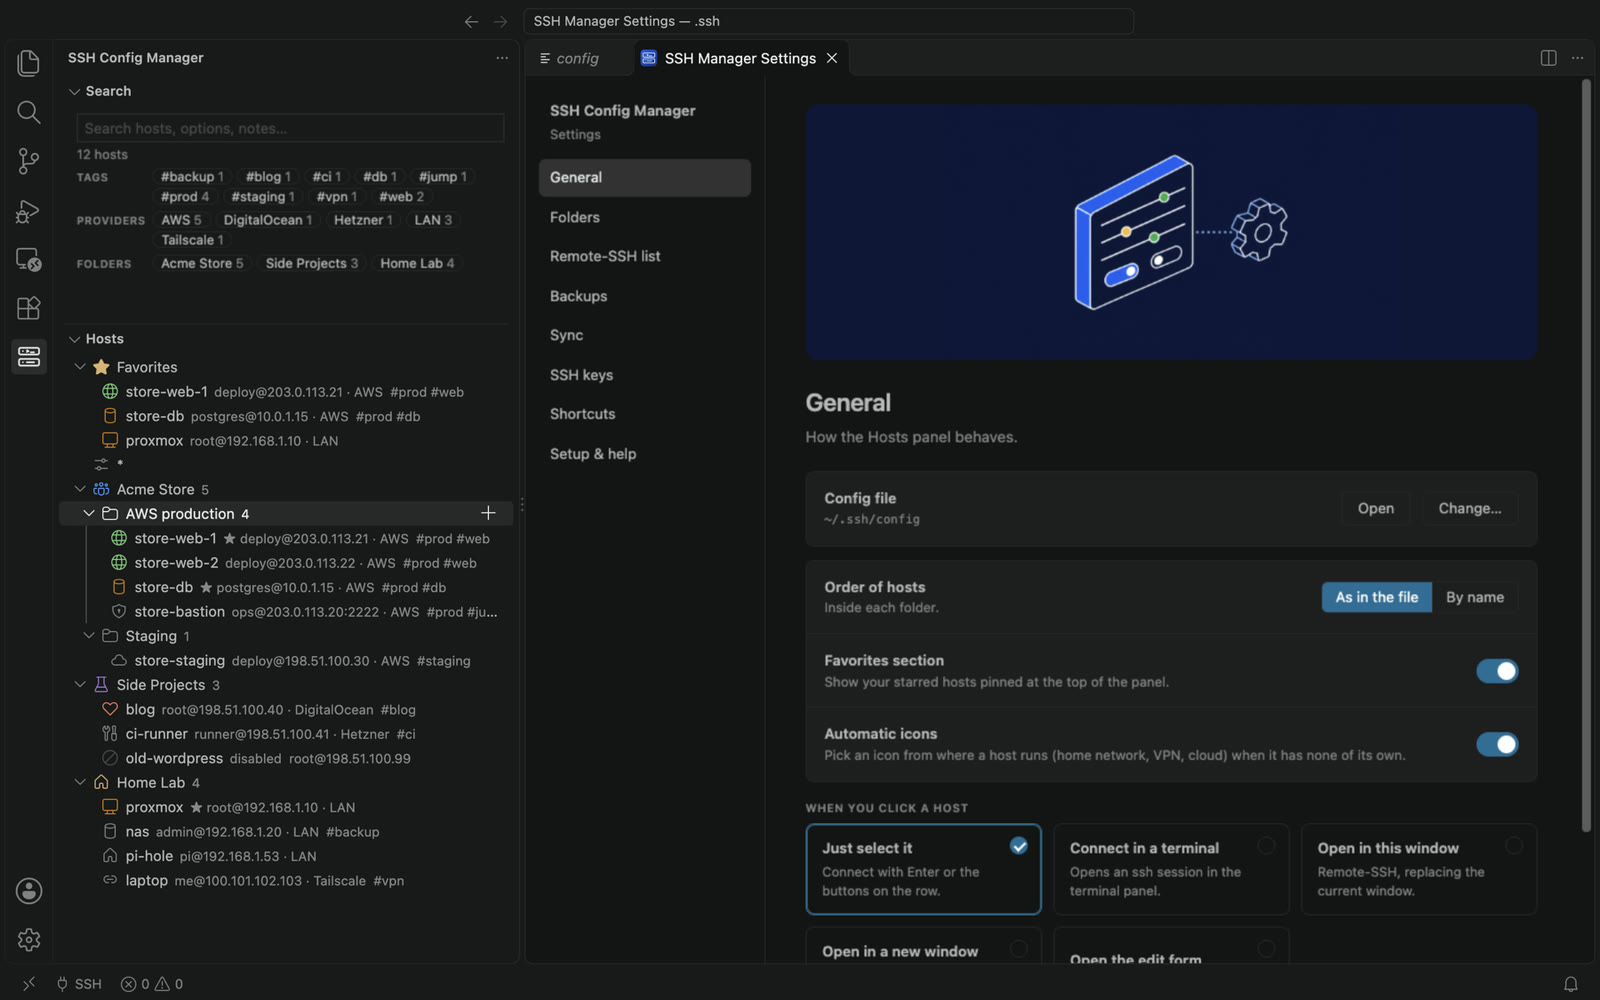 SSH Manager Settings — .ssh
SSH Config Manager
Search
Search hosts, options, notes...
12 hosts
TAGS #backup 1 #blog 1 #ci 1 #db 1 #jump 1
#prod 4 #staging 1 #vpn 1 #web 2
PROVIDERS AWS 5 DigitalOcean 1 Hetzner 1 LAN 3
Tailscale 1
FOLDERS Acme Store 5 Side Projects 3 Home Lab 4
Hosts
Favorites
store-web-1 deploy@203.0.113.21 · AWS #prod #web
store-db postgres@10.0.1.15 · AWS #prod #db
proxmox root@192.168.1.10 · LAN
*
Acme Store 5
AWS production 4
store-web-1 ★ deploy@203.0.113.21 · AWS #prod #web
store-web-2 deploy@203.0.113.22 · AWS #prod #web
store-db ★ postgres@10.0.1.15 · AWS #prod #db
store-bastion ops@203.0.113.20:2222 · AWS #prod #ju...
Staging 1
store-staging deploy@198.51.100.30 · AWS #staging
Side Projects 3
blog root@198.51.100.40 · DigitalOcean #blog
ci-runner runner@198.51.100.41 · Hetzner #ci
old-wordpress disabled root@198.51.100.99
Home Lab 4
proxmox ★ root@192.168.1.10 · LAN
nas admin@192.168.1.20 · LAN #backup
pi-hole pi@192.168.1.53 · LAN
laptop me@100.101.102.103 · Tailscale #vpn
config
SSH Manager Settings
SSH Config Manager
Settings
General
Folders
Remote-SSH list
Backups
Sync
SSH keys
Shortcuts
Setup & help
General
How the Hosts panel behaves.
Config file
~/.ssh/config
Open
Change...
Order of hosts
Inside each folder.
As in the file
By name
Favorites section
Show your starred hosts pinned at the top of the panel.
Automatic icons
Pick an icon from where a host runs (home network, VPN, cloud) when it has none of its own.
WHEN YOU CLICK A HOST
Just select it
Connect with Enter or the
buttons on the row.
Connect in a terminal
Opens an ssh session in the
terminal panel.
Open in this window
Remote-SSH, replacing the
current window.
Open in a new window
Open the edit form
SSH
0
0